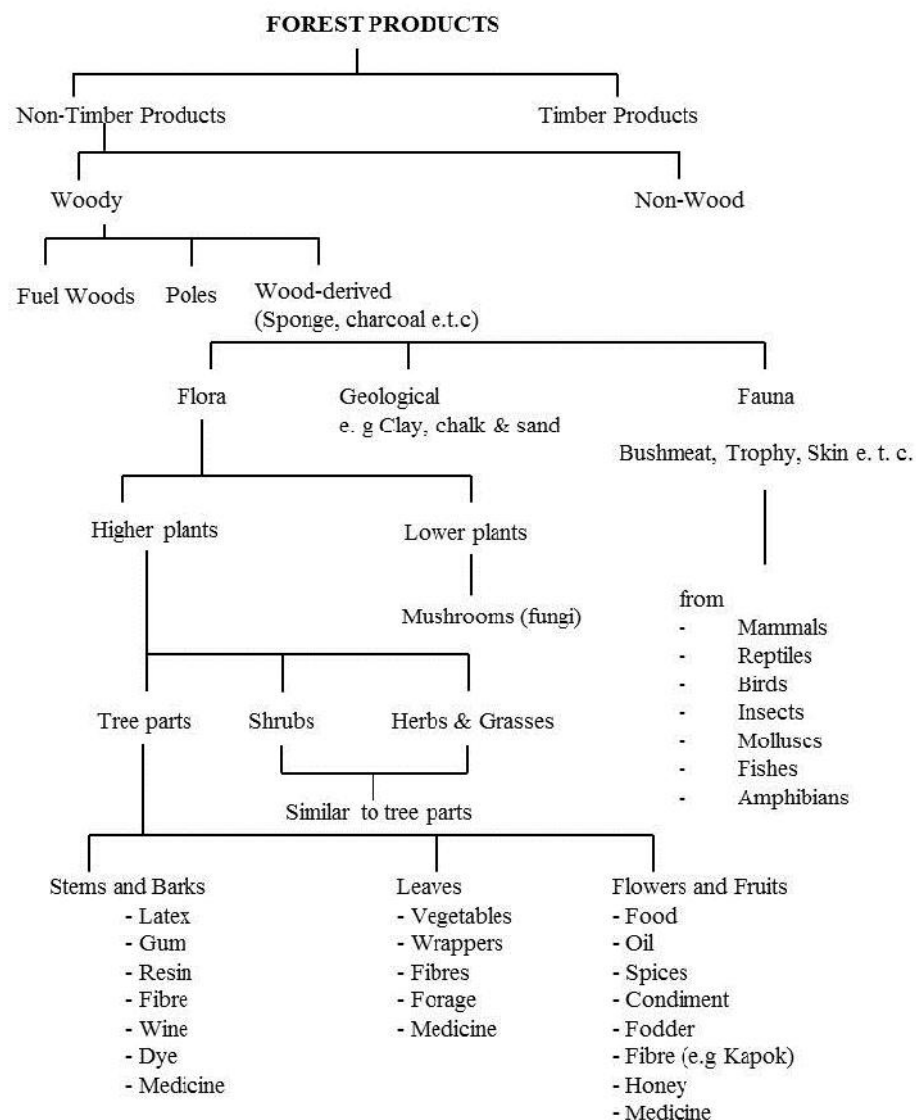 FOREST PRODUCTS
Non-Timber Products Timber Products
Woody Non-Wood
Fuel Woods Poles Wood-derived
(Sponge, charcoal e.t.c)
Flora Geological Fauna
e. g Clay, chalk & sand
Bushmeat, Trophy, Skin e. t. c.
Higher plants Lower plants
Mushrooms (fungi)
from
- Mammals
- Reptiles
- Birds
- Insects
- Molluscs
- Fishes
- Amphibians
Tree parts Shrubs Herbs & Grasses
Similar to tree parts
Stems and Barks
- Latex
- Gum
- Resin
- Fibre
- Wine
- Dye
- Medicine
Leaves
- Vegetables
- Wrappers
- Fibres
- Forage
- Medicine
Flowers and Fruits
- Food
- Oil
- Spices
- Condiment
- Fodder
- Fibre (e.g Kapok)
- Honey
- Medicine